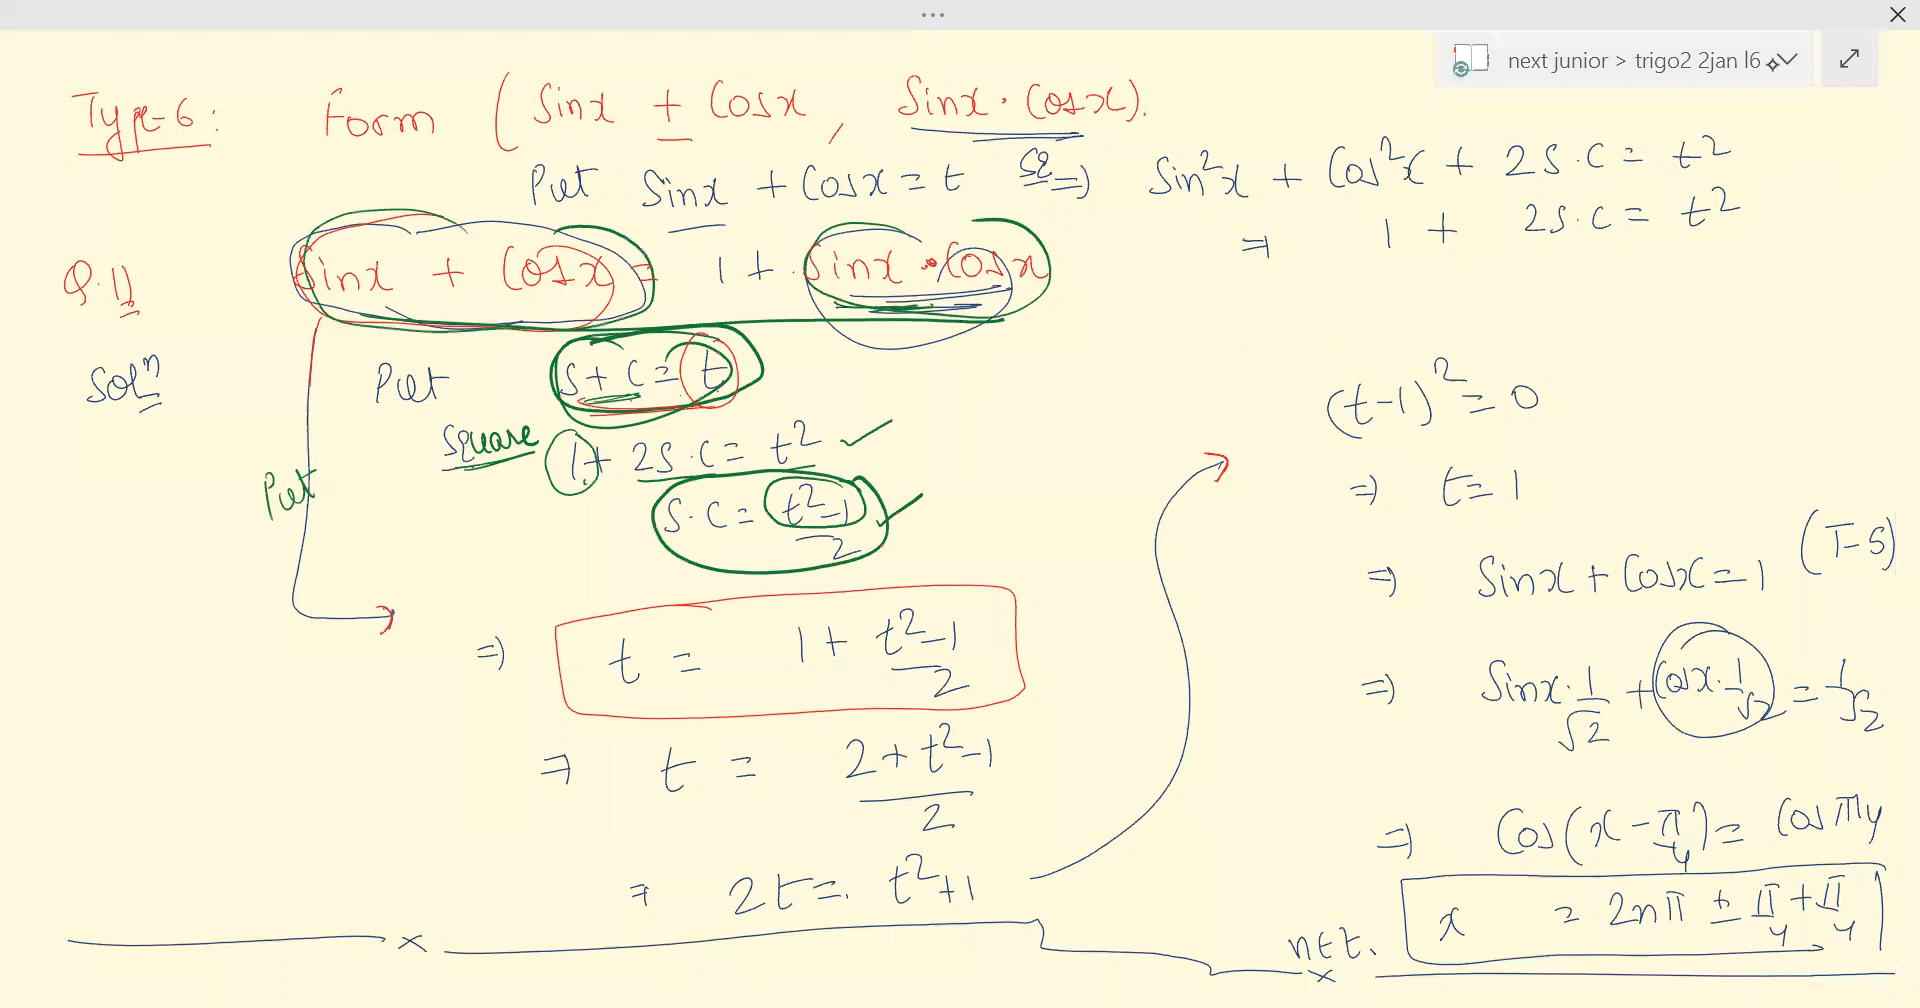 next junior > trigo2 2jan l6
Type-6: Form (Sinx ± Cosx, Sinx · Cosx).
Put Sinx + Cosx = t Sq ⇒ Sin²x + Cos²x + 2S·C = t²
⇒ 1 + 2S·C = t²
Q.1) Sinx + Cosx = 1 + Sinx · Cosx
Solⁿ Put S + C = t
Square 1 + 2S·C = t² ✓
Put S·C = (t²-1)/2 ✓
⇒ t = 1 + (t²-1)/2
⇒ t = (2 + t²-1)/2
⇒ 2t = t²+1
(t-1)² = 0
⇒ t = 1
⇒ Sinx + Cosx = 1 (T-5)
⇒ Sinx · 1/√2 + Cosx · 1/√2 = 1/√2
⇒ Cos(x - π/4) = Cos π/4
x = 2nπ ± π/4 + π/4
n∈I.